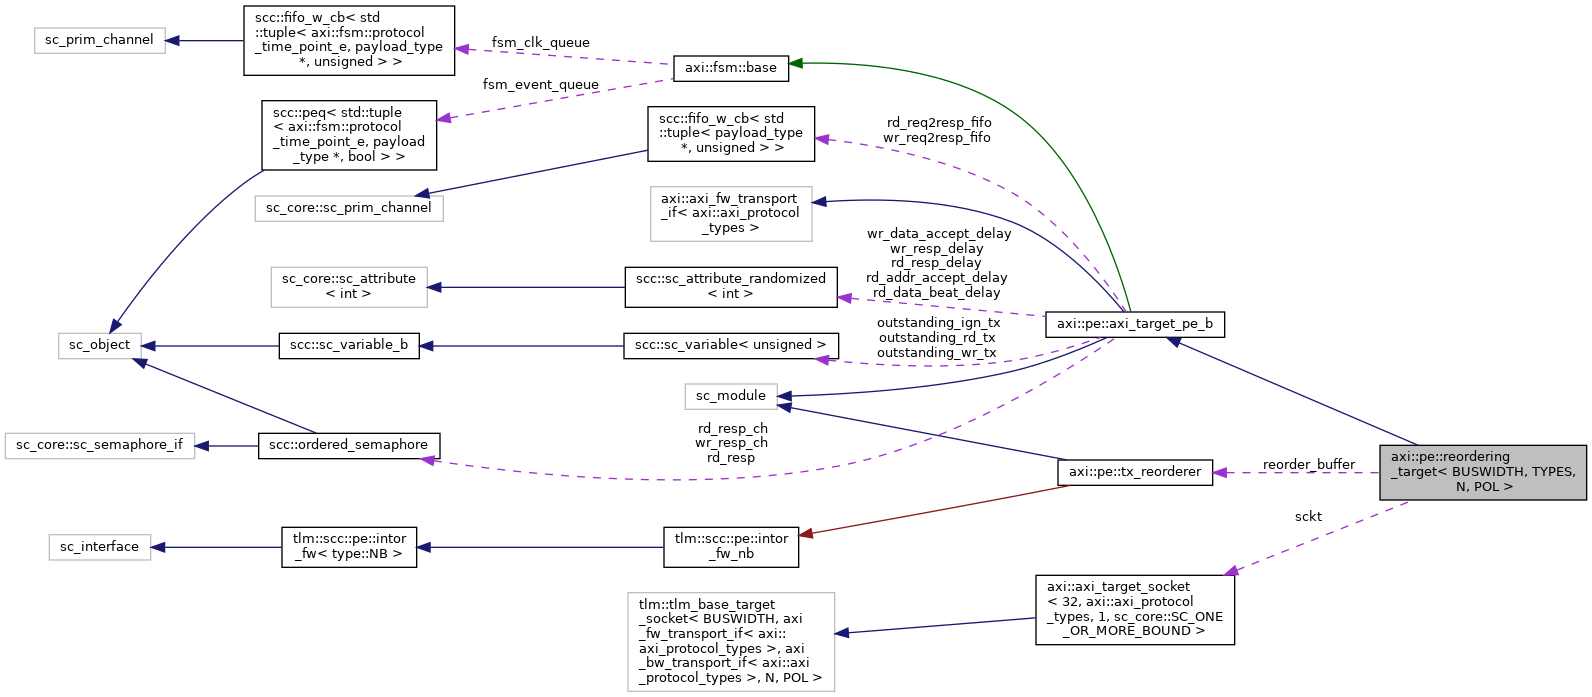 scc::fifo_w_cb< std
::tuple< axi::fsm::protocol
_time_point_e, payload_type
*, unsigned > >
sc_prim_channel
fsm_clk_queue
axi::fsm::base
fsm_event_queue
scc::peq< std::tuple
< axi::fsm::protocol
_time_point_e, payload
_type *, bool > >
scc::fifo_w_cb< std
::tuple< payload_type
*, unsigned > >
rd_req2resp_fifo
wr_req2resp_fifo
sc_core::sc_prim_channel
axi::axi_fw_transport
_if< axi::axi_protocol
_types >
wr_data_accept_delay
wr_resp_delay
rd_resp_delay
rd_addr_accept_delay
rd_data_beat_delay
sc_core::sc_attribute
< int >
scc::sc_attribute_randomized
< int >
axi::pe::axi_target_pe_b
outstanding_ign_tx
outstanding_rd_tx
outstanding_wr_tx
sc_object
scc::sc_variable_b
scc::sc_variable< unsigned >
sc_module
rd_resp_ch
wr_resp_ch
rd_resp
sc_core::sc_semaphore_if
scc::ordered_semaphore
axi::pe::tx_reorderer
reorder_buffer
axi::pe::reordering
_target< BUSWIDTH, TYPES,
N, POL >
sckt
sc_interface
tlm::scc::pe::intor
_fw< type::NB >
tlm::scc::pe::intor
_fw_nb
axi::axi_target_socket
< 32, axi::axi_protocol
_types, 1, sc_core::SC_ONE
_OR_MORE_BOUND >
tlm::tlm_base_target
_socket< BUSWIDTH, axi
_fw_transport_if< axi::
axi_protocol_types >, axi
_bw_transport_if< axi::axi
_protocol_types >, N, POL >